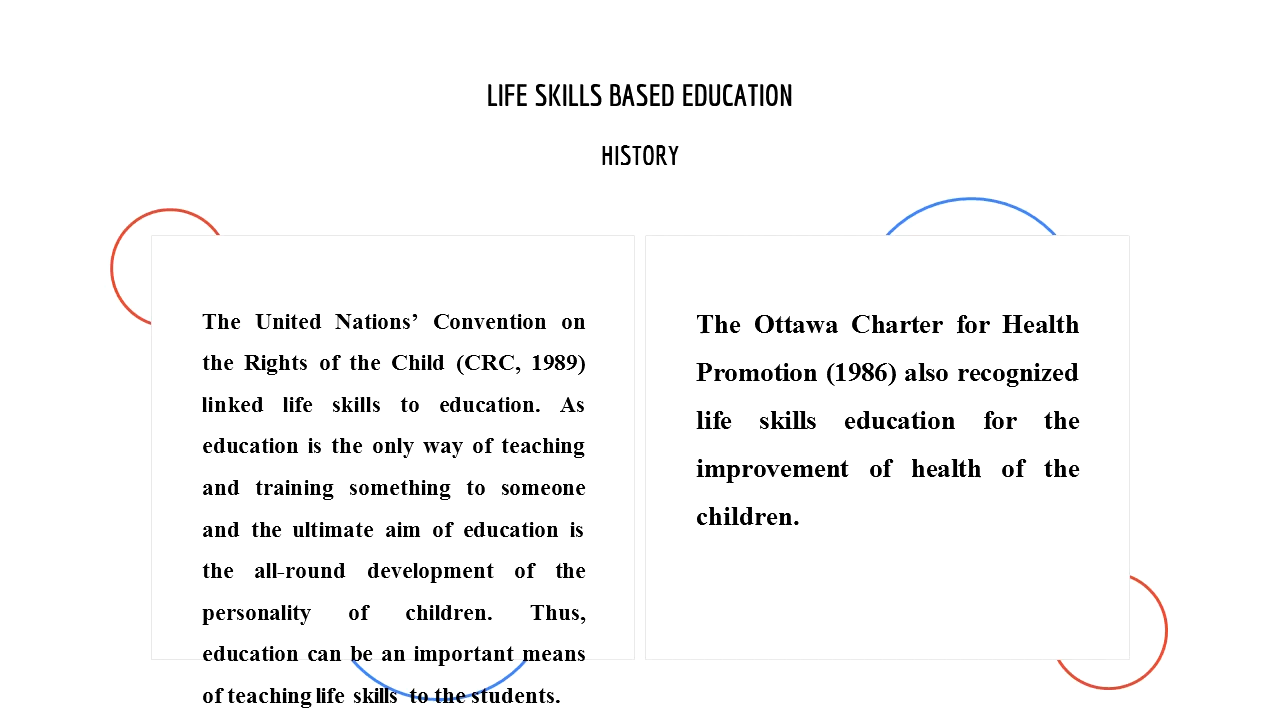 LIFE SKILLS BASED EDUCATION
HISTORY
The United Nations’ Convention on
the Rights of the Child (CRC, 1989)
linked life skills to education. As
education is the only way of teaching
and training something to someone
and the ultimate aim of education is
the all-round development of the
personality of children. Thus,
education can be an important means
of teaching life skills to the students.
The Ottawa Charter for Health
Promotion (1986) also recognized
life skills education for the
improvement of health of the
children.